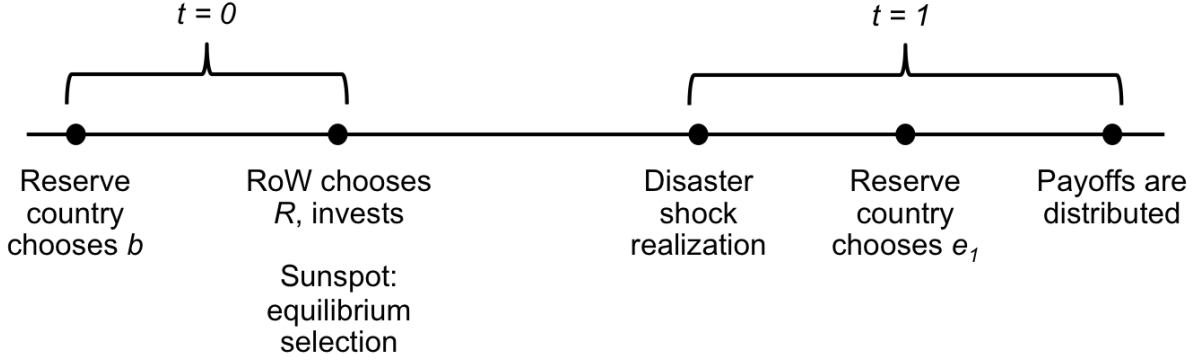 t = 0
t = 1
Reserve
country
chooses b
RoW chooses
R, invests
Sunspot:
equilibrium
selection
Disaster
shock
realization
Reserve
country
chooses e₁
Payoffs are
distributed